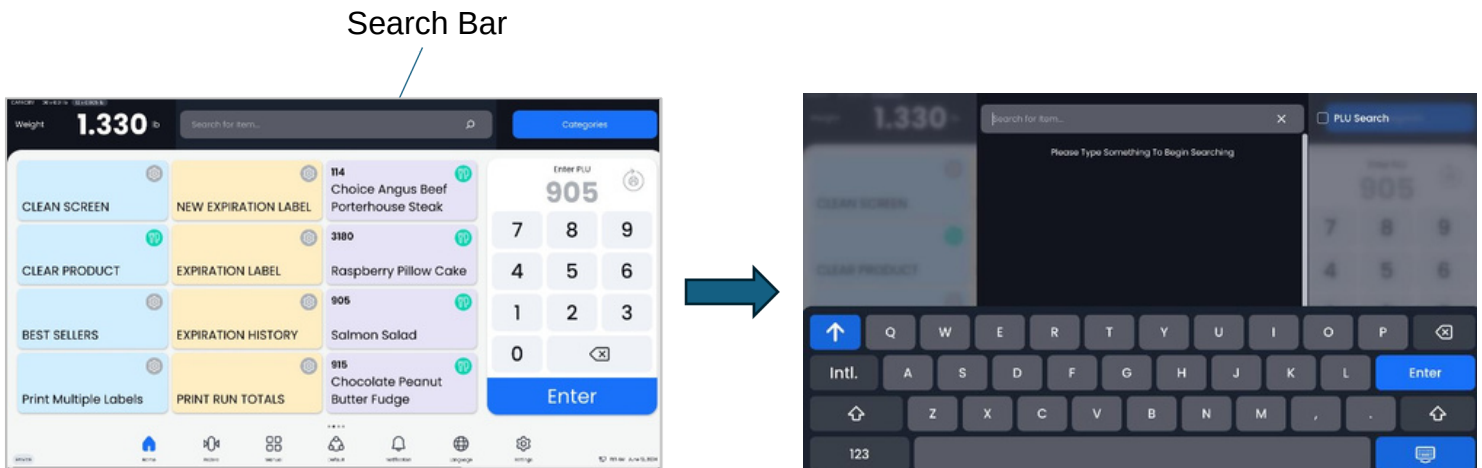 Search Bar
Weight 1.330 lb
Search for item...
Categories
CLEAN SCREEN
NEW EXPIRATION LABEL
114
Choice Angus Beef
Porterhouse Steak
CLEAR PRODUCT
EXPIRATION LABEL
3180
Raspberry Pillow Cake
BEST SELLERS
EXPIRATION HISTORY
905
Salmon Salad
Print Multiple Labels
PRINT RUN TOTALS
915
Chocolate Peanut
Butter Fudge
Enter PLU
905
7 8 9
4 5 6
1 2 3
0
Enter
Home
Language
Settings
1.330
Search for item...
PLU Search
Please Type Something To Begin Searching
CLEAN SCREEN
CLEAR PRODUCT
905
7 8 9
4 5 6
Q W E R T Y U I O P
Intl. A S D F G H J K L Enter
Z X C V B N M , .
123